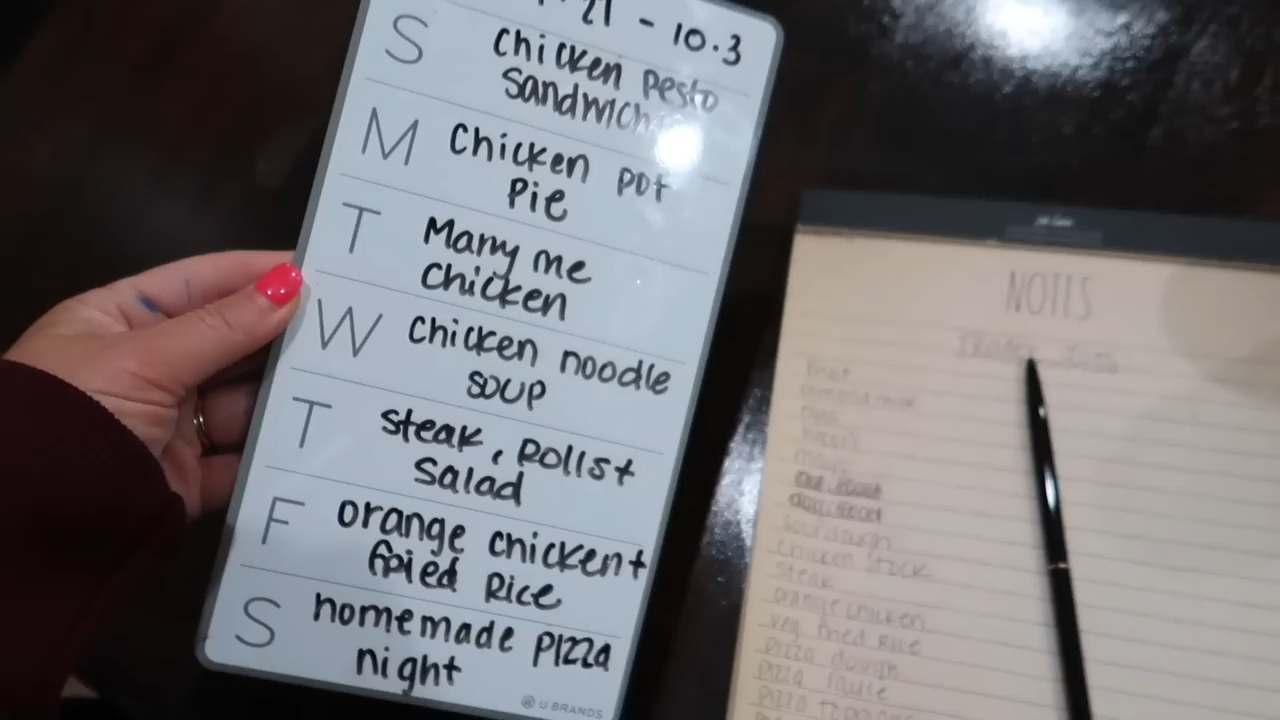 21 - 10.3
S chicken pesto
sandwich
M Chicken pot
pie
T Marry me
chicken
W chicken noodle
soup
T steak, rolls +
salad
F orange chicken +
fried Rice
S homemade pizza
night
U BRANDS
NOTES
sourdough
chicken stock
steak
orange chicken
veg fried rice
pizza dough
pizza sauce
pizza